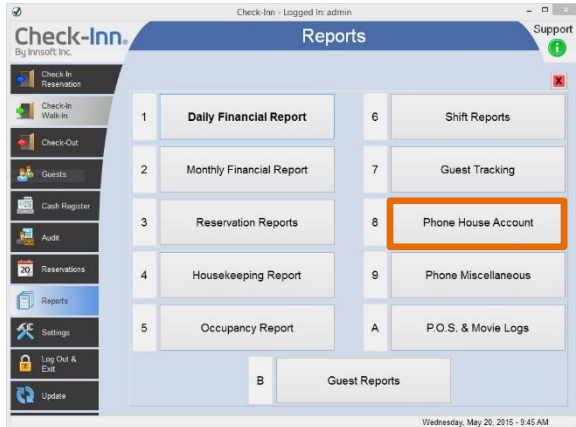 Check-Inn - Logged In: admin
Check-Inn®
By Innsoft Inc.
Reports
Support
i
X
Check-In
Reservation
Check-In
Walk-In
Check-Out
Guests
Cash Register
Audit
20
Reservations
Reports
Settings
Log Out &
Exit
Update
1
Daily Financial Report
2
Monthly Financial Report
3
Reservation Reports
4
Housekeeping Report
5
Occupancy Report
6
Shift Reports
7
Guest Tracking
8
Phone House Account
9
Phone Miscellaneous
A
P.O.S. & Movie Logs
B
Guest Reports
Wednesday, May 20, 2015 - 9:45 AM